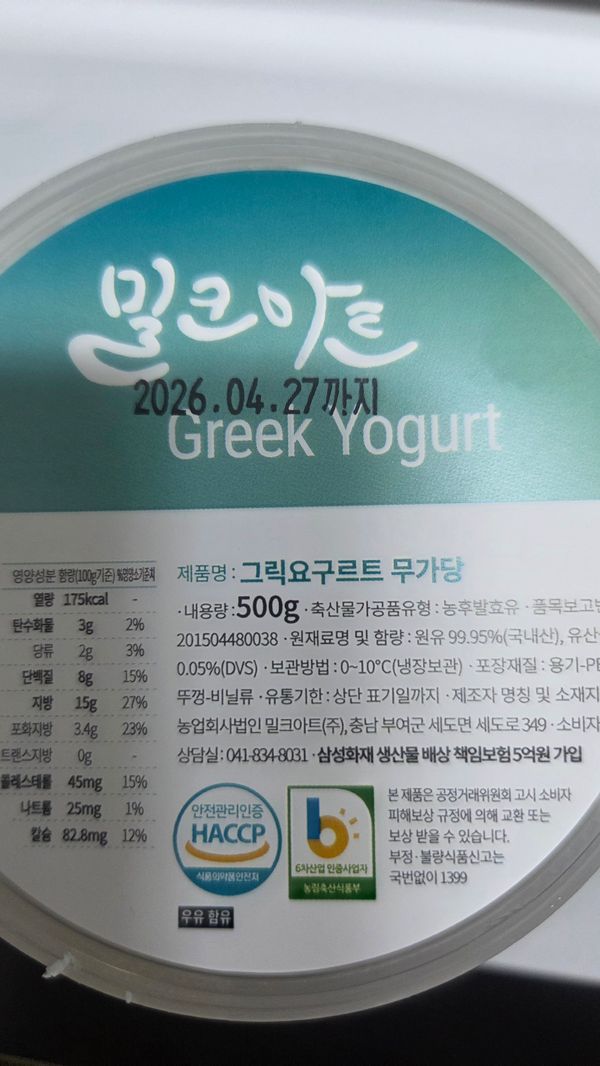 밀크아트
2026.04.27까지
Greek Yogurt
영양성분 함량(100g기준) %영양소기준치
열량 175kcal -
탄수화물 3g 2%
당류 2g 3%
단백질 8g 15%
지방 15g 27%
포화지방 3.4g 23%
트랜스지방 0g -
콜레스테롤 45mg 15%
나트륨 25mg 1%
칼슘 82.8mg 12%
제품명 : 그릭요구르트 무가당
·내용량 : 500g ·축산물가공품유형 : 농후발효유 ·품목보고번
201504480038 ·원재료명 및 함량 : 원유 99.95%(국내산), 유산
0.05%(DVS) ·보관방법 : 0~10°C(냉장보관) ·포장재질 : 용기-PE
뚜껑-비닐류 ·유통기한 : 상단 표기일까지 ·제조자 명칭 및 소재지
농업회사법인 밀크아트(주), 충남 부여군 세도면 세도로 349 ·소비자
상담실 : 041-834-8031 ·삼성화재 생산물 배상 책임보험 5억원 가입
안전관리인증
HACCP
식품의약품안전처
b
6차산업 인증사업자
농림축산식품부
본 제품은 공정거래위원회 고시 소비자
피해보상 규정에 의해 교환 또는
보상 받을 수 있습니다.
부정·불량식품신고는
국번없이 1399
우유 함유